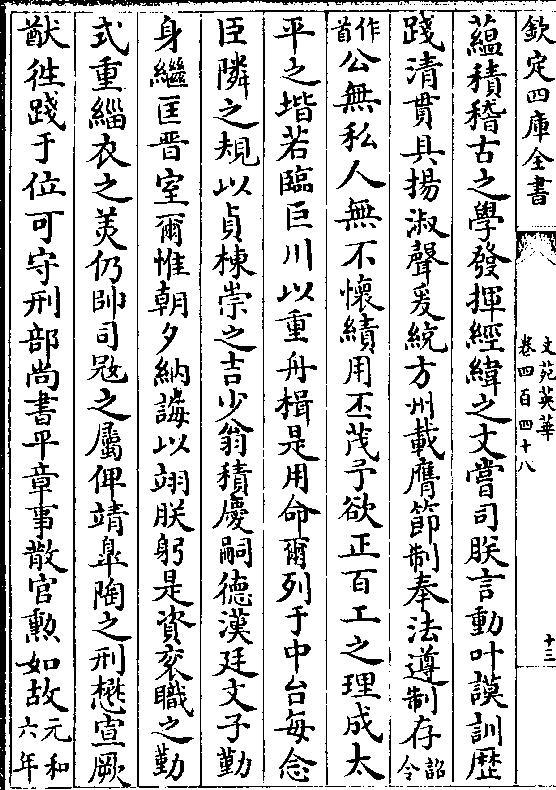 欽定四庫全書
文苑英華
卷四百四十八
十三
蘊積稽古之學發揮經緯之文嘗司朕言動叶謨訓歴
踐清貫具揚淑聲爰統方州載膺節制奉法遵制存詔令
作首公無私人無不懷績用丕茂予欲正百工之理成太
平之堦若臨巨川以重舟楫是用命爾列于中台每念
臣隣之規以貞棟崇之吉少翁積慶嗣德漢廷文子勤
身繼匡晋室爾惟朝夕納誨以翊朕躬是資衮職之勤
式重緇衣之美仍帥司㓂之屬俾靖臯陶之刑懋宣厥
猷徃踐于位可守刑部尚書平章事散官勲如故元和六年